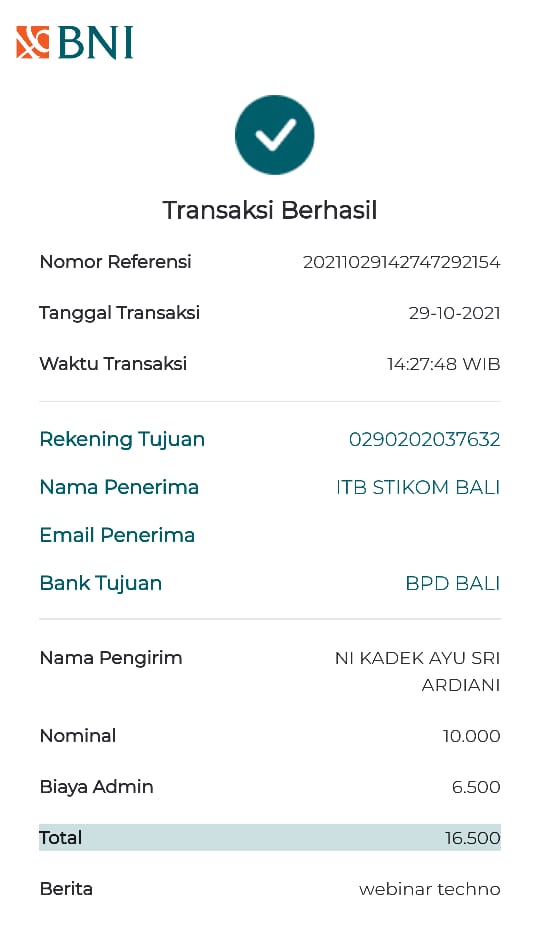 BNI
Transaksi Berhasil
Nomor Referensi 20211029142747292154
Tanggal Transaksi 29-10-2021
Waktu Transaksi 14:27:48 WIB
Rekening Tujuan 0290202037632
Nama Penerima ITB STIKOM BALI
Email Penerima
Bank Tujuan BPD BALI
Nama Pengirim NI KADEK AYU SRI
ARDIANI
Nominal 10.000
Biaya Admin 6.500
Total 16.500
Berita webinar techno